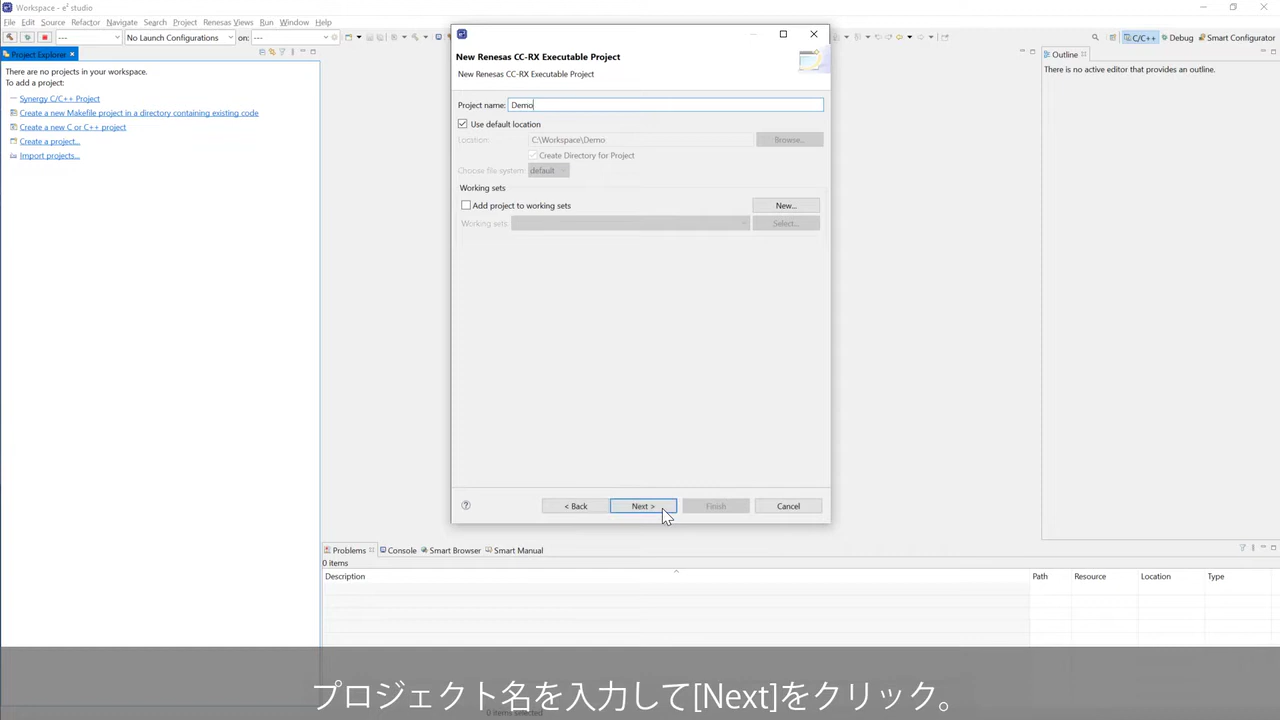 Workspace - e² studio
File Edit Source Refactor Navigate Search Project Renesas Views Run Window Help
--- No Launch Configurations on: ---
C/C++ Debug Smart Configurator
Project Explorer
There are no projects in your workspace.
To add a project:
Synergy C/C++ Project
Create a new Makefile project in a directory containing existing code
Create a new C or C++ project
Create a project...
Import projects...
New Renesas CC-RX Executable Project
New Renesas CC-RX Executable Project
Project name: Demo
Use default location
Location: C:\Workspace\Demo Browse...
Create Directory for Project
Choose file system: default
Working sets
Add project to working sets New...
Working sets: Select...
< Back Next > Finish Cancel
Outline
There is no active editor that provides an outline.
Problems Console Smart Browser Smart Manual
0 items
Description Path Resource Location Type
プロジェクト名を入力して[Next]をクリック。
0 items selected